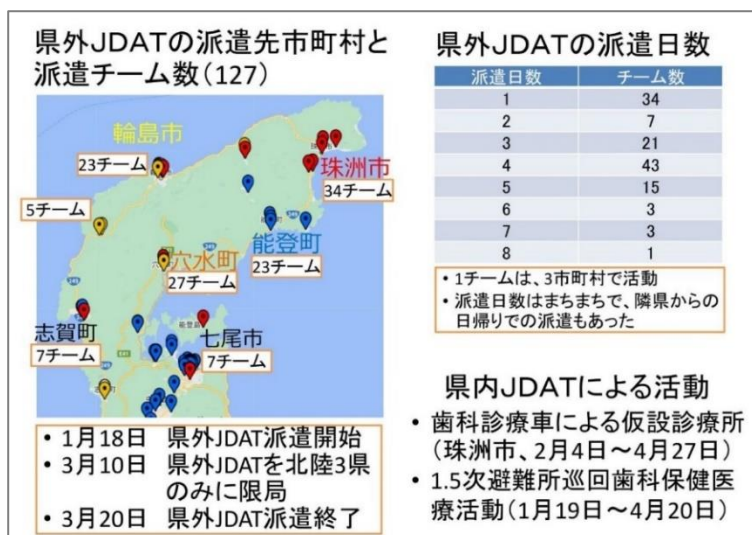 県外JDATの派遣先市町村と
派遣チーム数(127)
輪島市
23チーム
珠洲市
34チーム
5チーム
能登町
23チーム
穴水町
27チーム
志賀町
7チーム
能登島
七尾市
7チーム
・1月18日 県外JDAT派遣開始
・3月10日 県外JDATを北陸3県
のみに限局
・3月20日 県外JDAT派遣終了
県外JDATの派遣日数
派遣日数 チーム数
1 34
2 7
3 21
4 43
5 15
6 3
7 3
8 1
・1チームは、3市町村で活動
・派遣日数はまちまちで、隣県からの
日帰りでの派遣もあった
県内JDATによる活動
・歯科診療車による仮設診療所
(珠洲市、2月4日～4月27日)
・1.5次避難所巡回歯科保健医
療活動(1月19日～4月20日)